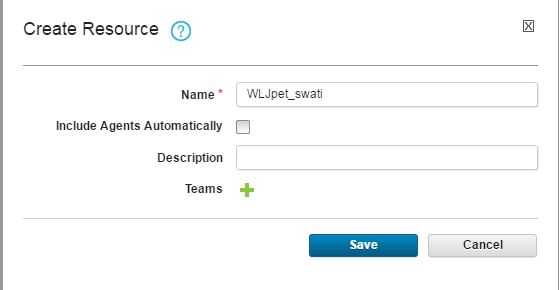 Create Resource ?
Name * WLJpet_swati
Include Agents Automatically
Description
Teams
Save Cancel